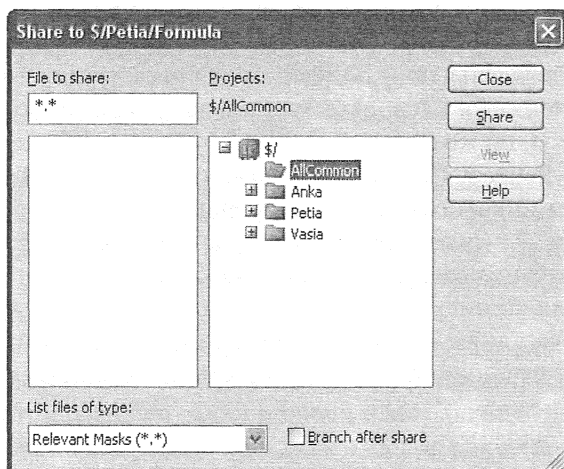 Share to $/Petia/Formula
File to share:
*.*
Projects:
$/AllCommon
$/
AllCommon
Anka
Petia
Vasia
Close
Share
View
Help
List files of type:
Relevant Masks (*.*)
Branch after share